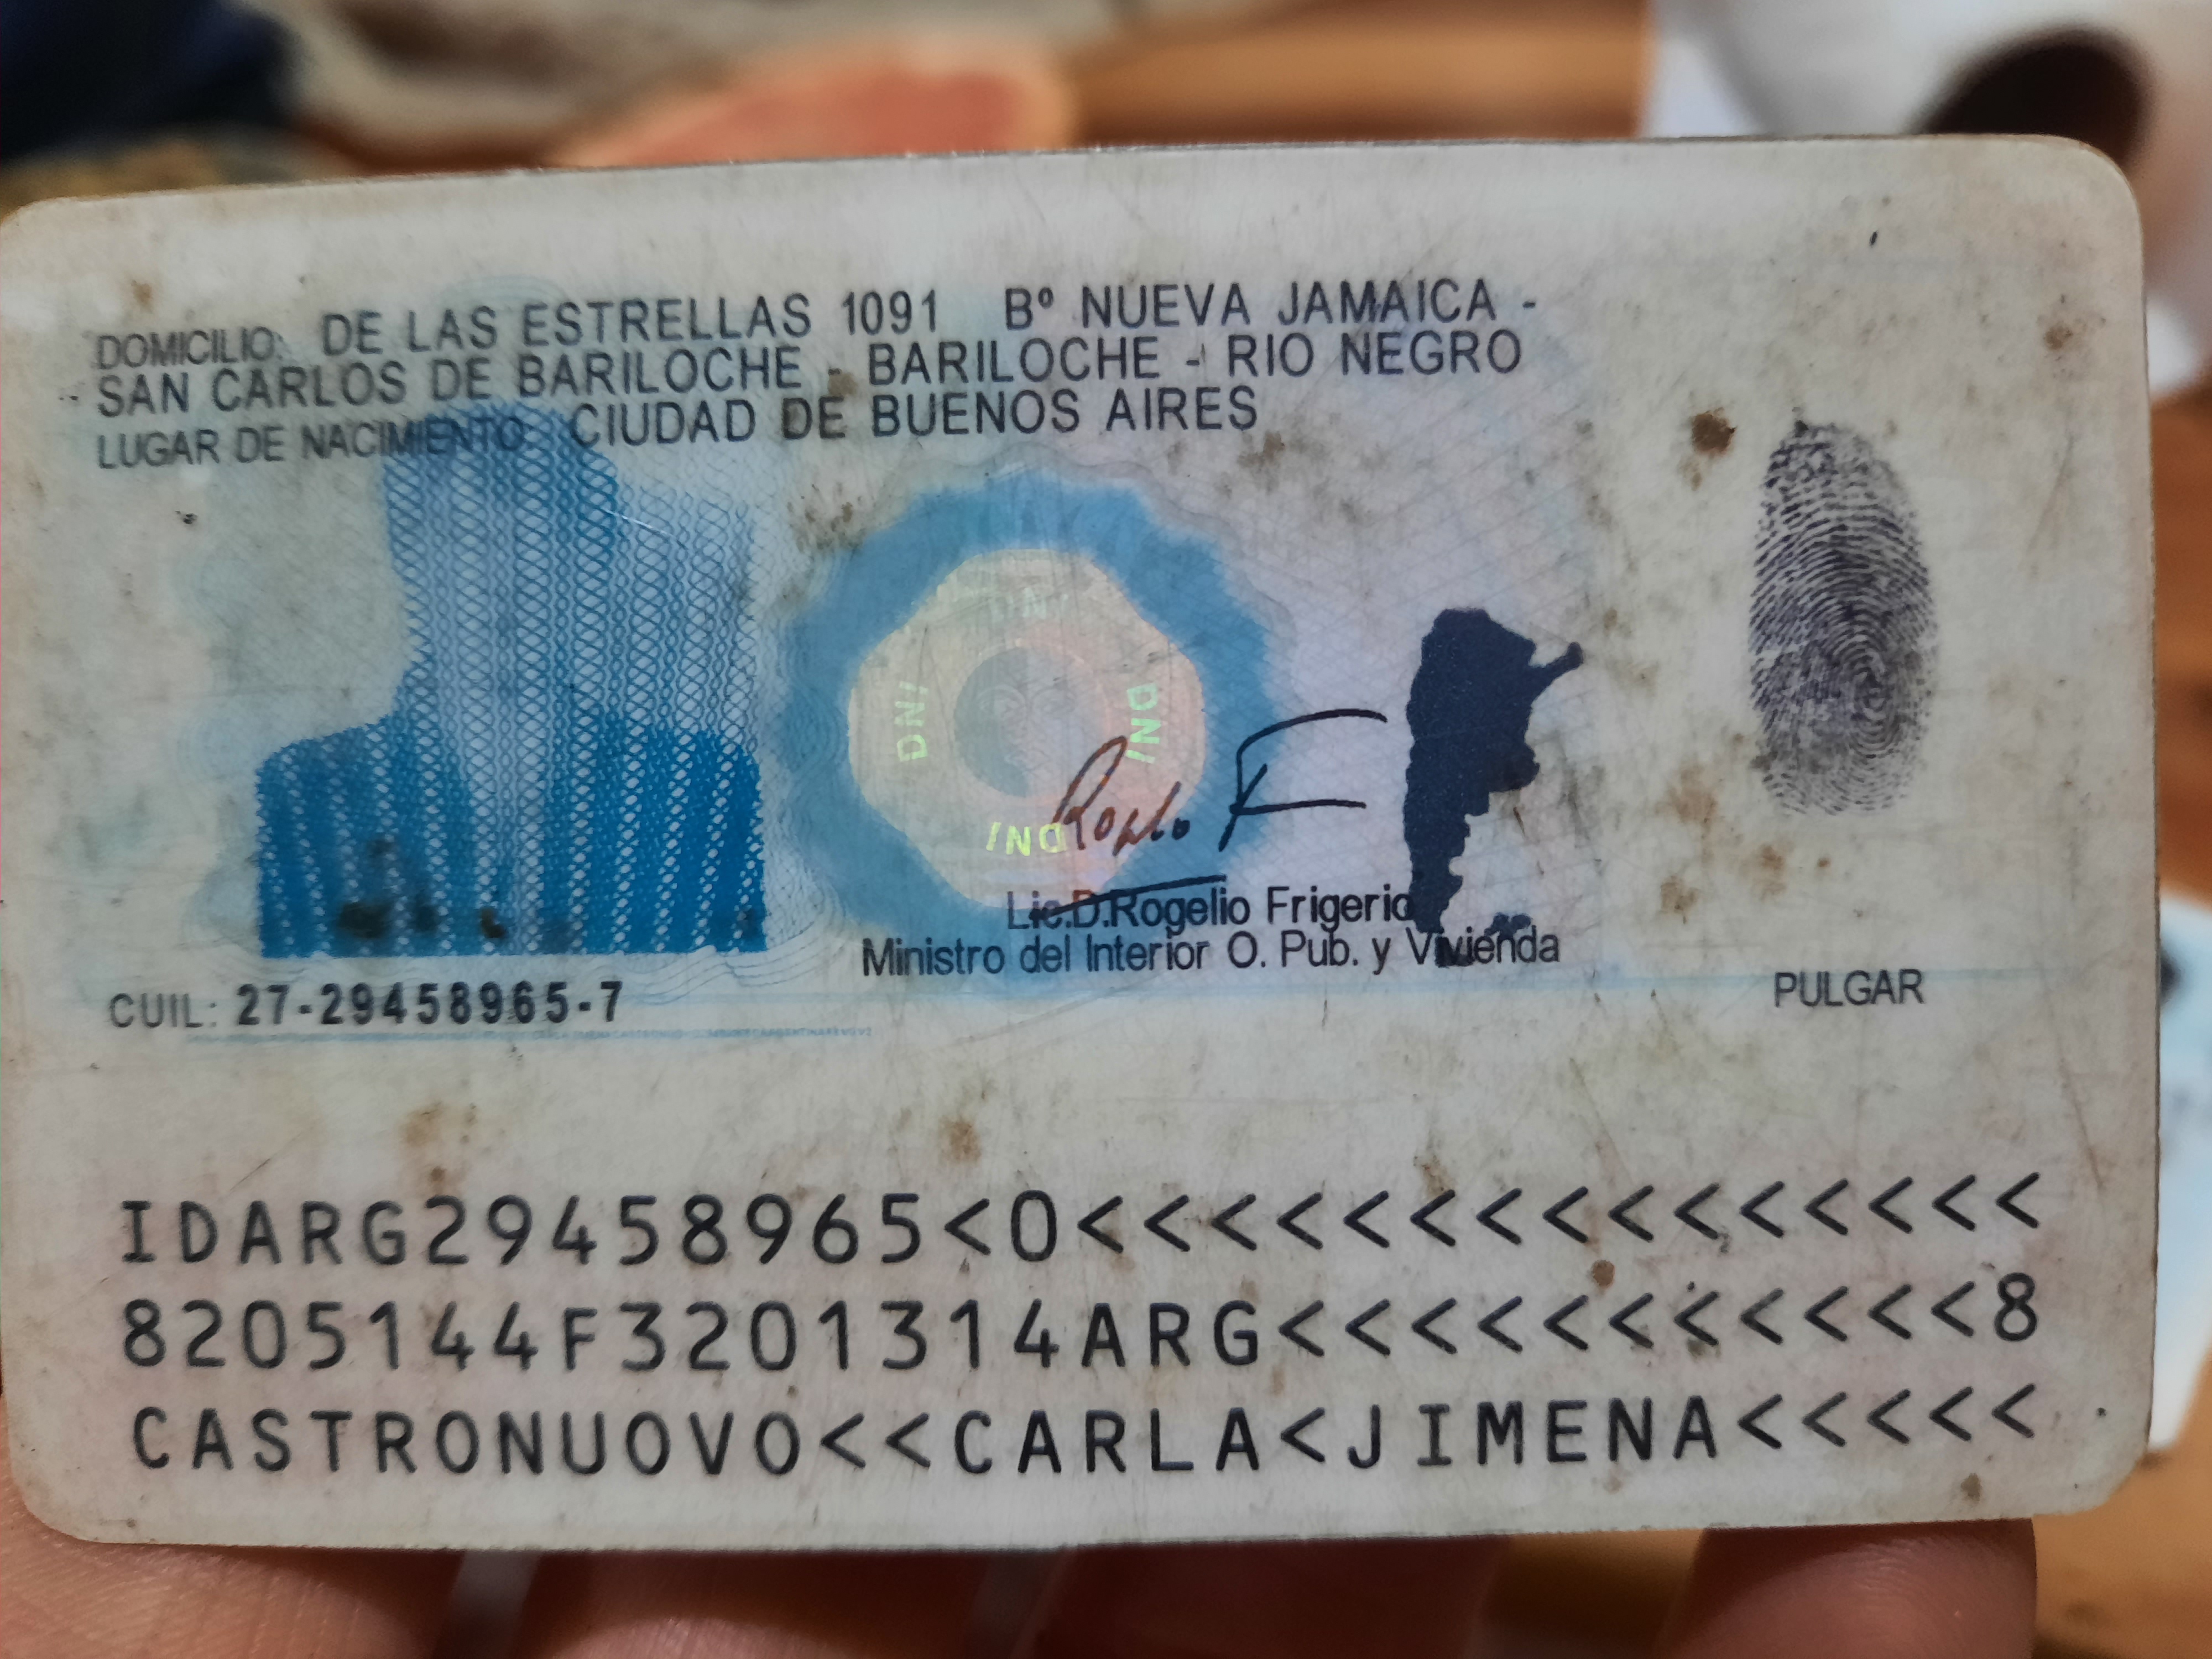 DOMICILIO: DE LAS ESTRELLAS 1091 Bº NUEVA JAMAICA -
SAN CARLOS DE BARILOCHE - BARILOCHE - RIO NEGRO
LUGAR DE NACIMIENTO: CIUDAD DE BUENOS AIRES
DNI
DNI
DNI
DNI
Lic.D.Rogelio Frigerio
Ministro del Interior O. Pub. y Vivienda
CUIL: 27-29458965-7
PULGAR
IDARG29458965<0<<<<<<<<<<<<<<<
8205144F3201314ARG<<<<<<<<<<<8
CASTRONUOVO<<CARLA<JIMENA<<<<<